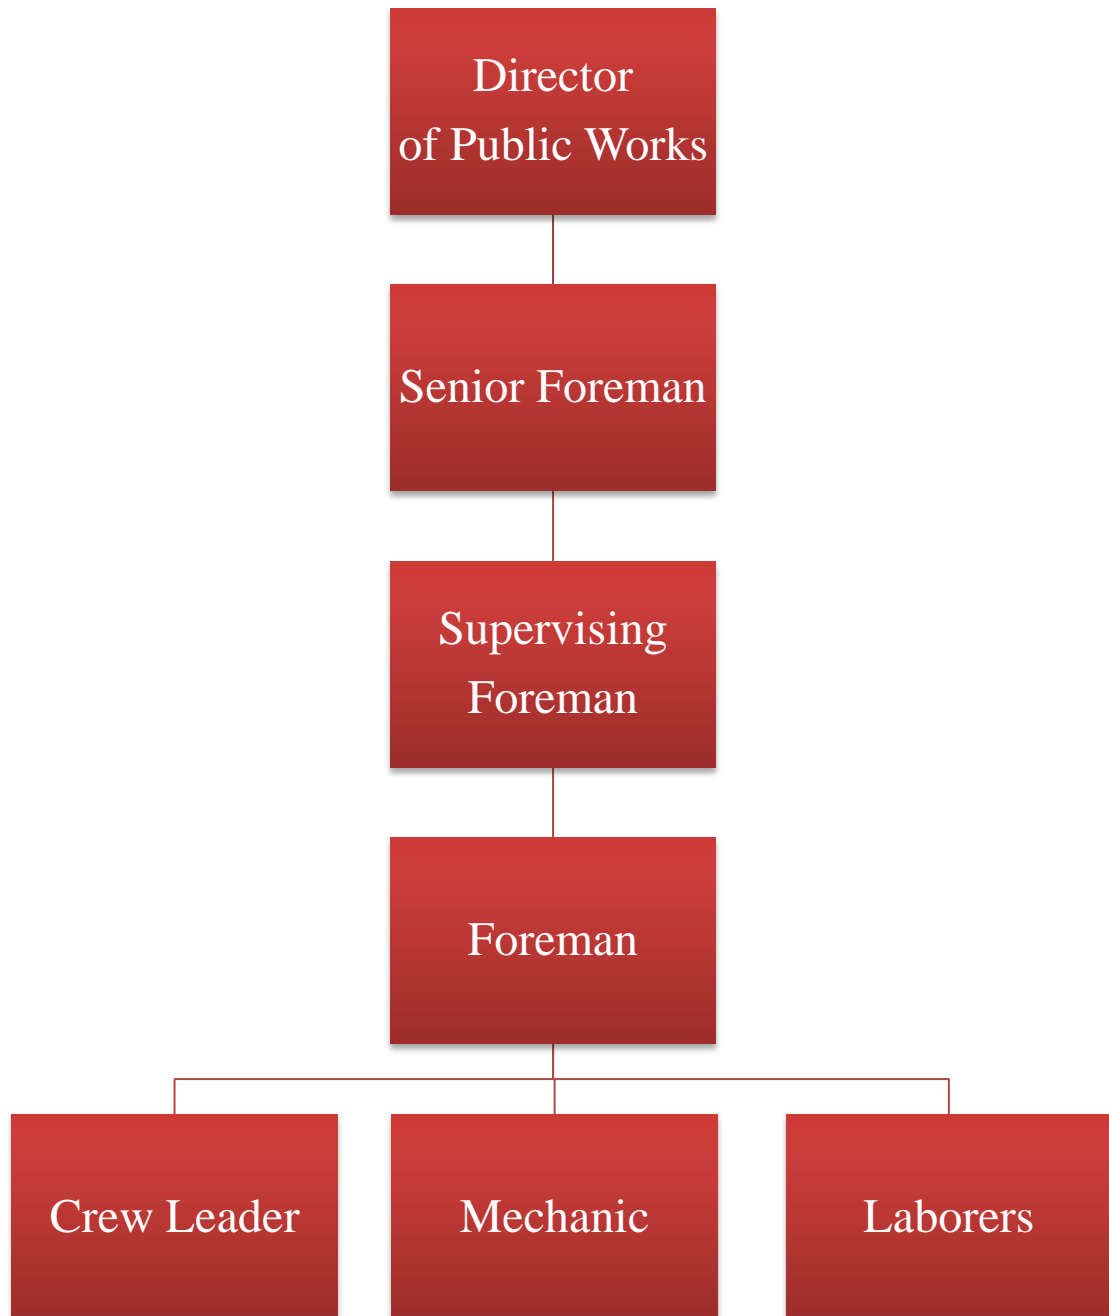 Director
of Public Works
Senior Foreman
Supervising
Foreman
Foreman
Crew Leader
Mechanic
Laborers